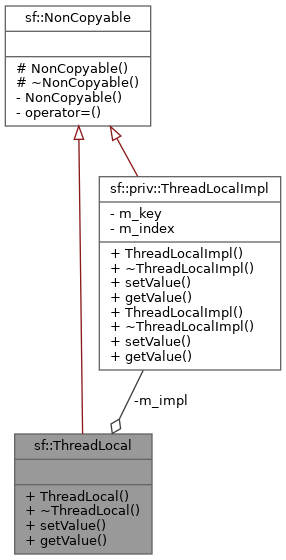 sf::NonCopyable
# NonCopyable()
# ~NonCopyable()
- NonCopyable()
- operator=()
sf::priv::ThreadLocalImpl
- m_key
- m_index
+ ThreadLocalImpl()
+ ~ThreadLocalImpl()
+ setValue()
+ getValue()
+ ThreadLocalImpl()
+ ~ThreadLocalImpl()
+ setValue()
+ getValue()
-m_impl
sf::ThreadLocal
+ ThreadLocal()
+ ~ThreadLocal()
+ setValue()
+ getValue()